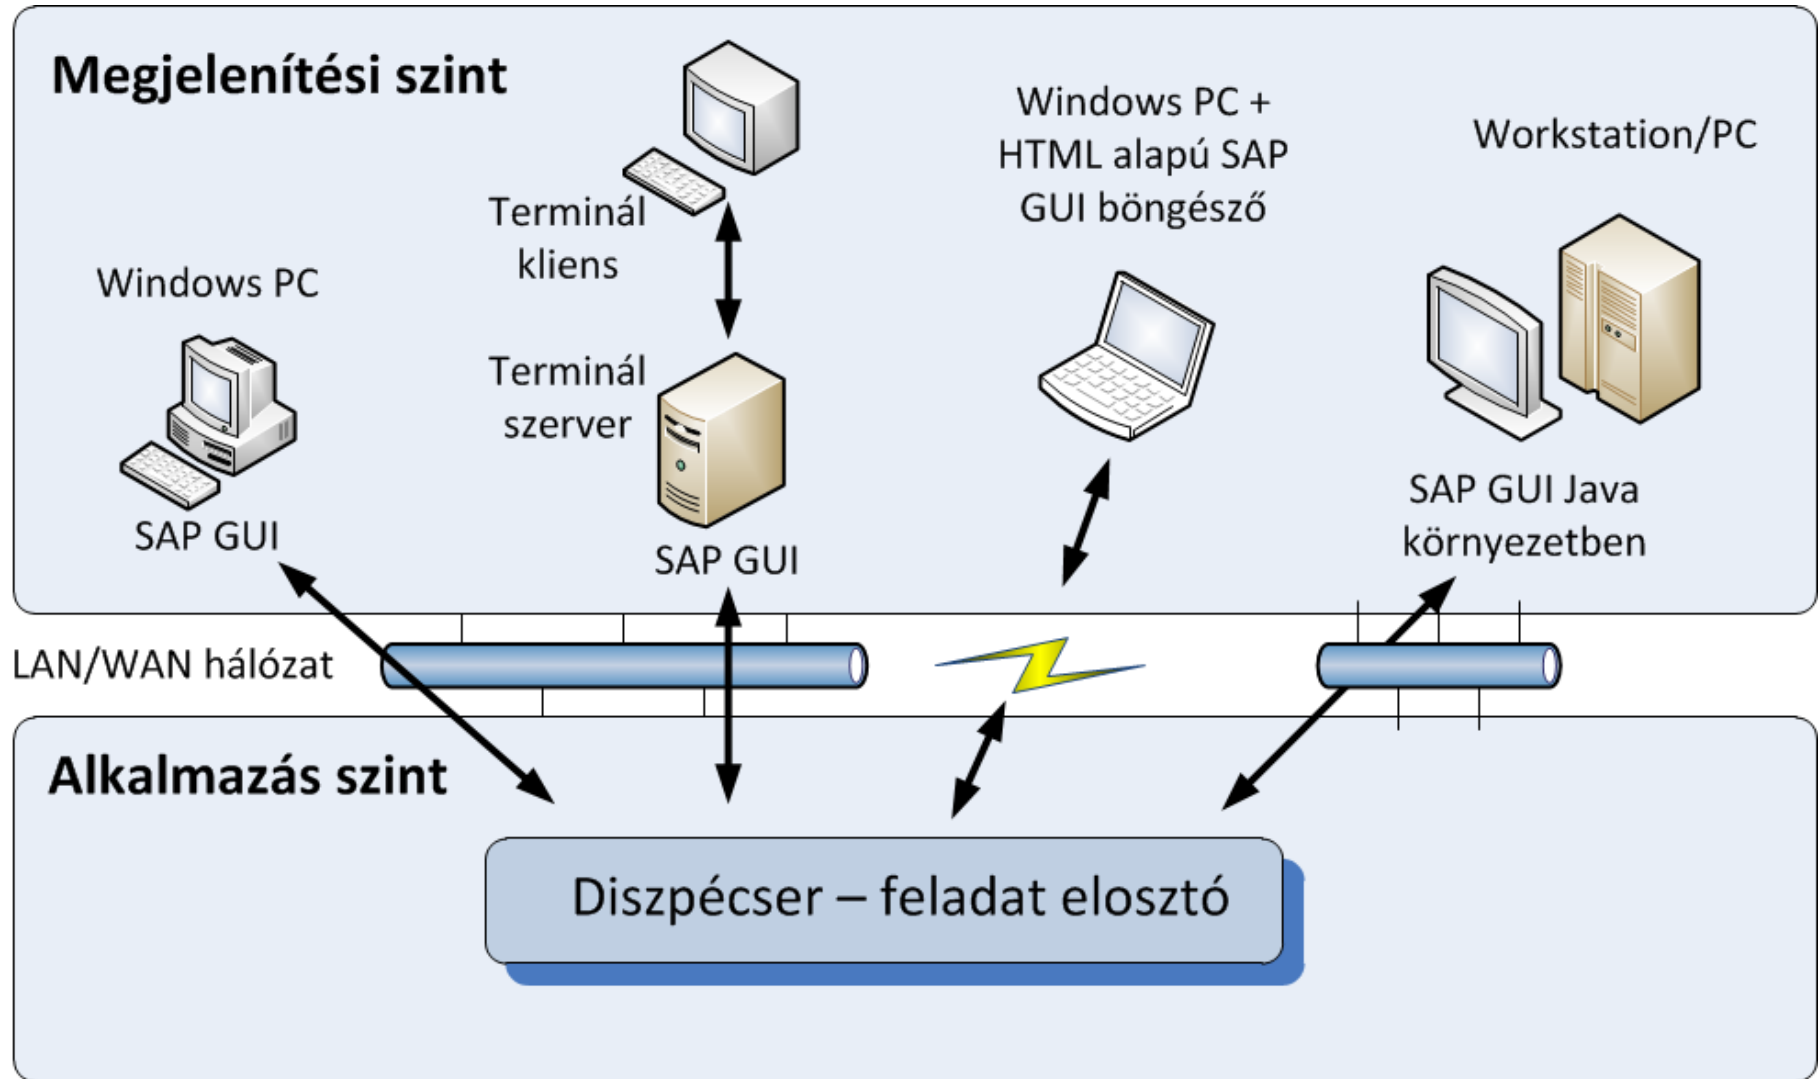 Megjelenítési szint
Windows PC
SAP GUI
Terminál
kliens
Terminál
szerver
SAP GUI
Windows PC +
HTML alapú SAP
GUI böngésző
Workstation/PC
SAP GUI Java
környezetben
LAN/WAN hálózat
Alkalmazás szint
Diszpécser – feladat elosztó